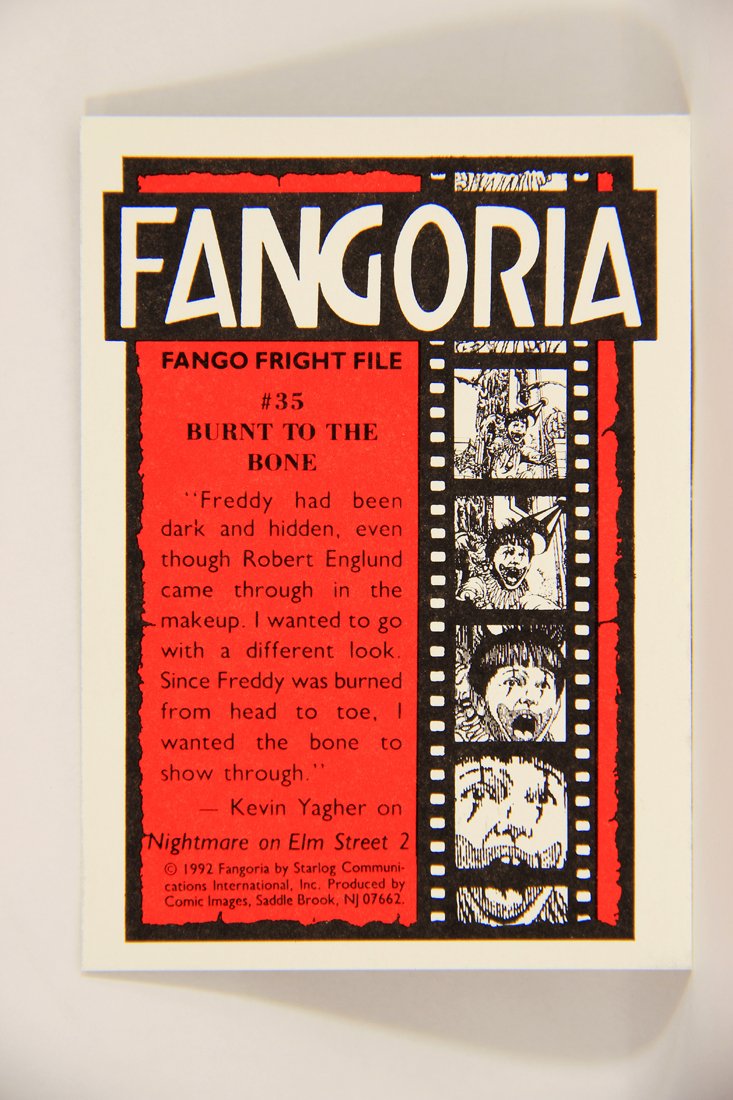 FANGORIA
FANGO FRIGHT FILE
#35
BURNT TO THE
BONE
"Freddy had been
dark and hidden, even
though Robert Englund
came through in the
makeup. I wanted to go
with a different look.
Since Freddy was burned
from head to toe, I
wanted the bone to
show through."
— Kevin Yagher on
Nightmare on Elm Street 2
© 1992 Fangoria by Starlog Communi-
cations International, Inc. Produced by
Comic Images, Saddle Brook, NJ 07662.